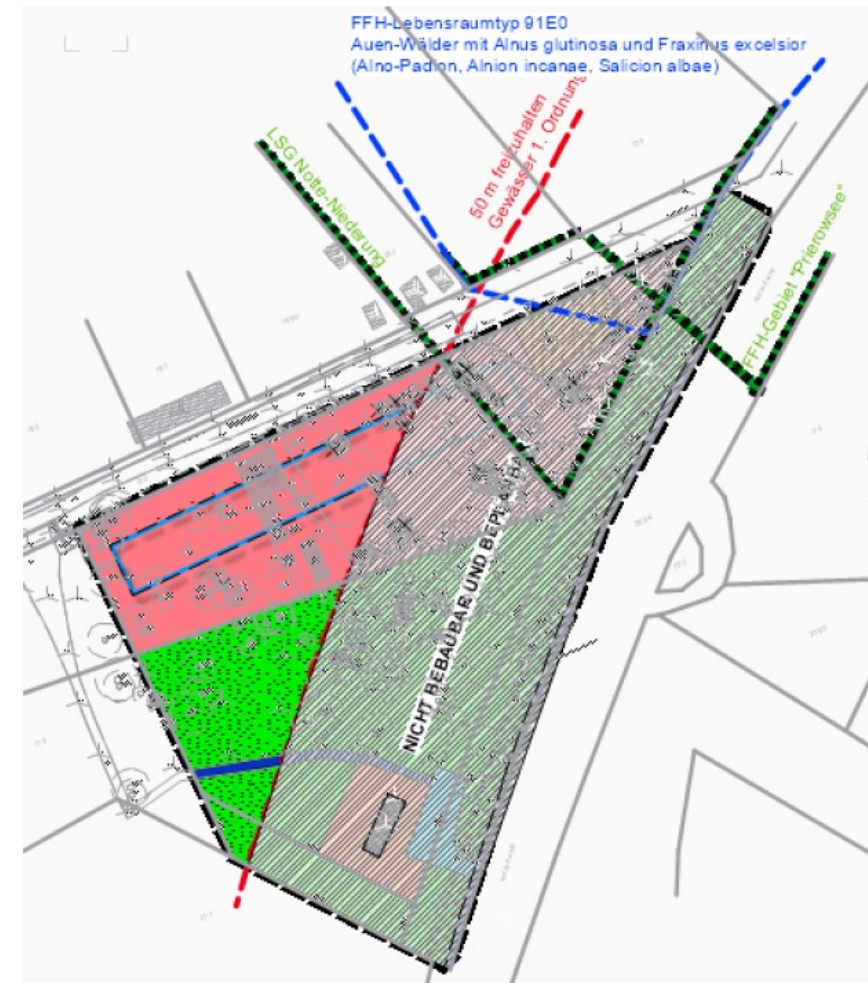 FFH-Lebensraumtyp 91E0
Auen-Wälder mit Alnus glutinosa und Fraxinus excelsior
(Alno-Padion, Alnion incanae, Salicion albae)
50 m freizuhalten
Gewässer 1. Ordnung
LSG Notte-Niederung
FFH-Gebiet "Prierowsee"
NICHT BEBAUBAR UND BEPLANBAR